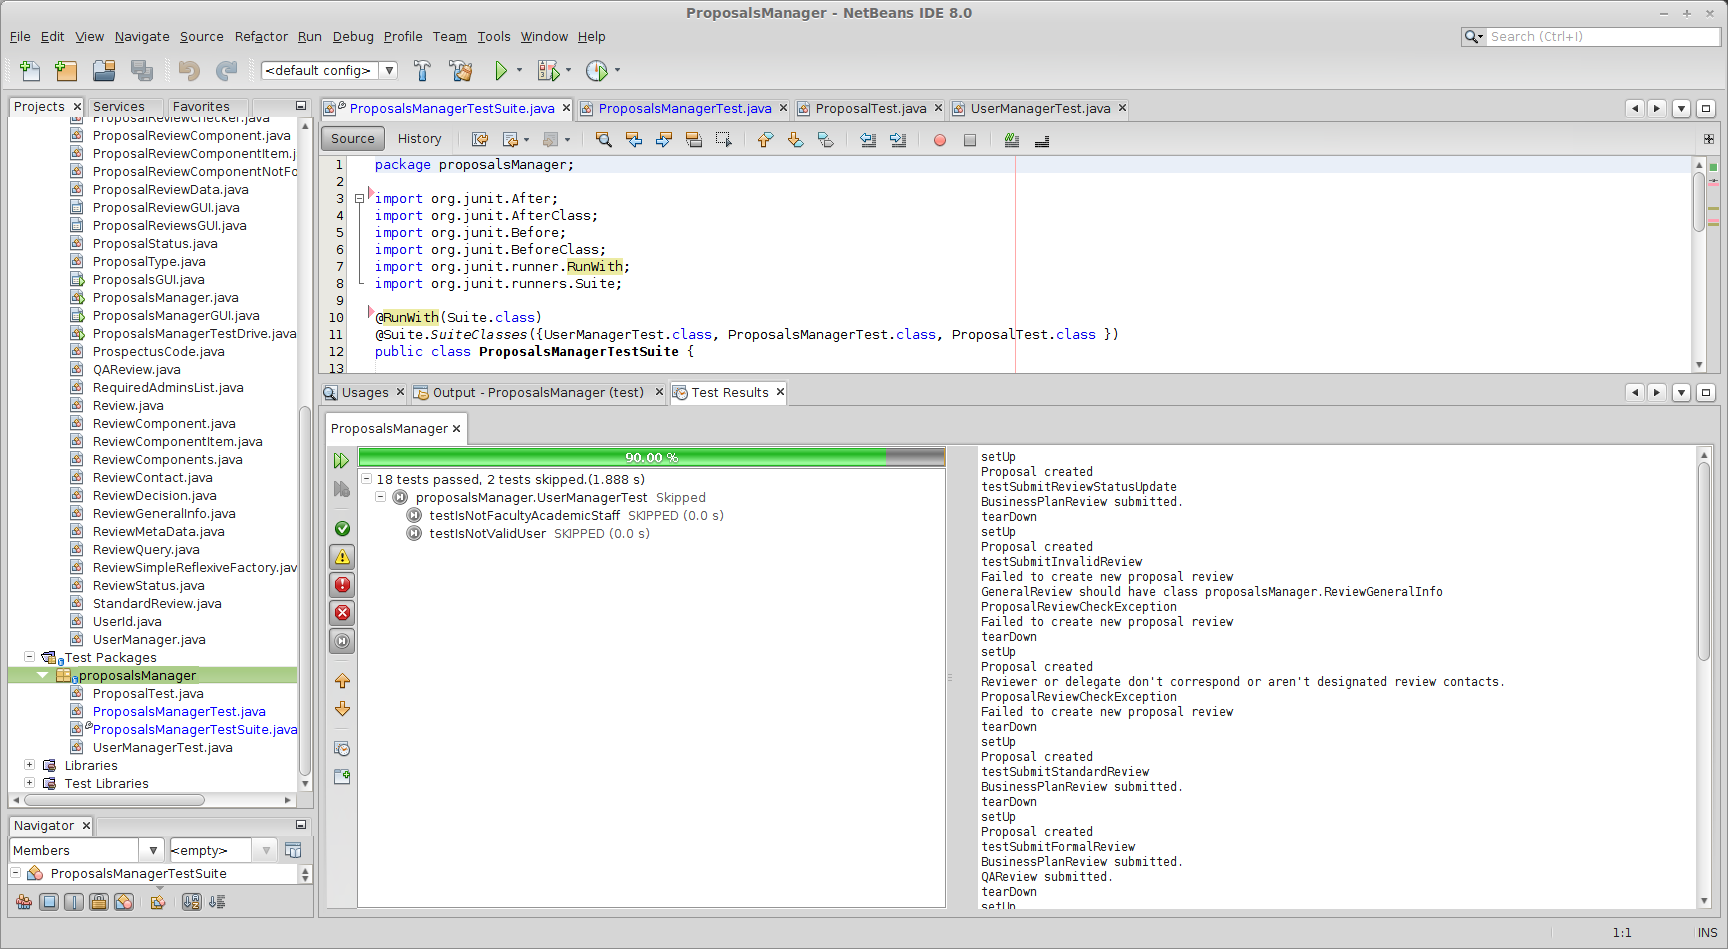 ProposalsManager - NetBeans IDE 8.0
File Edit View Navigate Source Refactor Run Debug Profile Team Tools Window Help
Search (Ctrl+I)
<default config>
Projects Services Favorites
ProposalReviewChecker.java
ProposalReviewComponent.java
ProposalReviewComponentItem.j
ProposalReviewComponentNotFo
ProposalReviewData.java
ProposalReviewGUI.java
ProposalReviewsGUI.java
ProposalStatus.java
ProposalType.java
ProposalsGUI.java
ProposalsManager.java
ProposalsManagerGUI.java
ProposalsManagerTestDrive.java
ProspectusCode.java
QAReview.java
RequiredAdminsList.java
Review.java
ReviewComponent.java
ReviewComponentItem.java
ReviewComponents.java
ReviewContact.java
ReviewDecision.java
ReviewGeneralInfo.java
ReviewMetaData.java
ReviewQuery.java
ReviewSimpleReflexiveFactory.jav
ReviewStatus.java
StandardReview.java
UserId.java
UserManager.java
Test Packages
proposalsManager
ProposalTest.java
ProposalsManagerTest.java
ProposalsManagerTestSuite.java
UserManagerTest.java
Libraries
Test Libraries
Navigator
Members <empty>
ProposalsManagerTestSuite
ProposalsManagerTestSuite.java ProposalsManagerTest.java ProposalTest.java UserManagerTest.java
Source History
1 package proposalsManager;
2
3 import org.junit.After;
4 import org.junit.AfterClass;
5 import org.junit.Before;
6 import org.junit.BeforeClass;
7 import org.junit.runner.RunWith;
8 import org.junit.runners.Suite;
9
10 @RunWith(Suite.class)
11 @Suite.SuiteClasses({UserManagerTest.class, ProposalsManagerTest.class, ProposalTest.class })
12 public class ProposalsManagerTestSuite {
13
Usages Output - ProposalsManager (test) Test Results
ProposalsManager
90.00 %
18 tests passed, 2 tests skipped.(1.888 s)
proposalsManager.UserManagerTest Skipped
testIsNotFacultyAcademicStaff SKIPPED (0.0 s)
testIsNotValidUser SKIPPED (0.0 s)
setUp
Proposal created
testSubmitReviewStatusUpdate
BusinessPlanReview submitted.
tearDown
setUp
Proposal created
testSubmitInvalidReview
Failed to create new proposal review
GeneralReview should have class proposalsManager.ReviewGeneralInfo
ProposalReviewCheckException
Failed to create new proposal review
tearDown
setUp
Proposal created
Reviewer or delegate don't correspond or aren't designated review contacts.
ProposalReviewCheckException
Failed to create new proposal review
tearDown
setUp
Proposal created
testSubmitStandardReview
BusinessPlanReview submitted.
tearDown
setUp
Proposal created
testSubmitFormalReview
BusinessPlanReview submitted.
QAReview submitted.
tearDown
setUp
1:1 INS